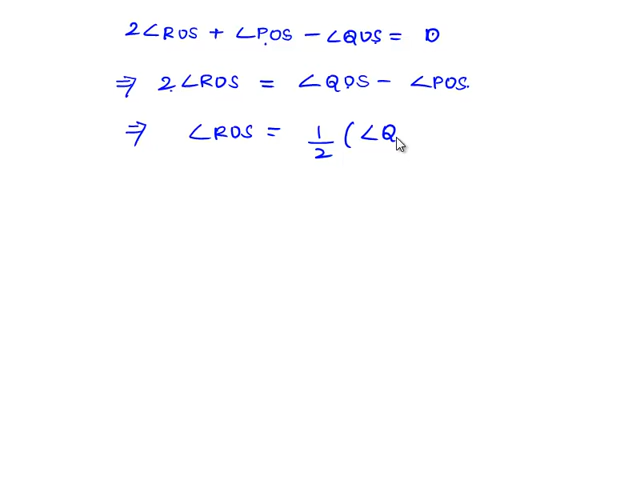 2∠ROS + ∠POS − ∠QOS = 0
⇒ 2∠ROS = ∠QOS − ∠POS.
⇒ ∠ROS = 1/2 (∠Q